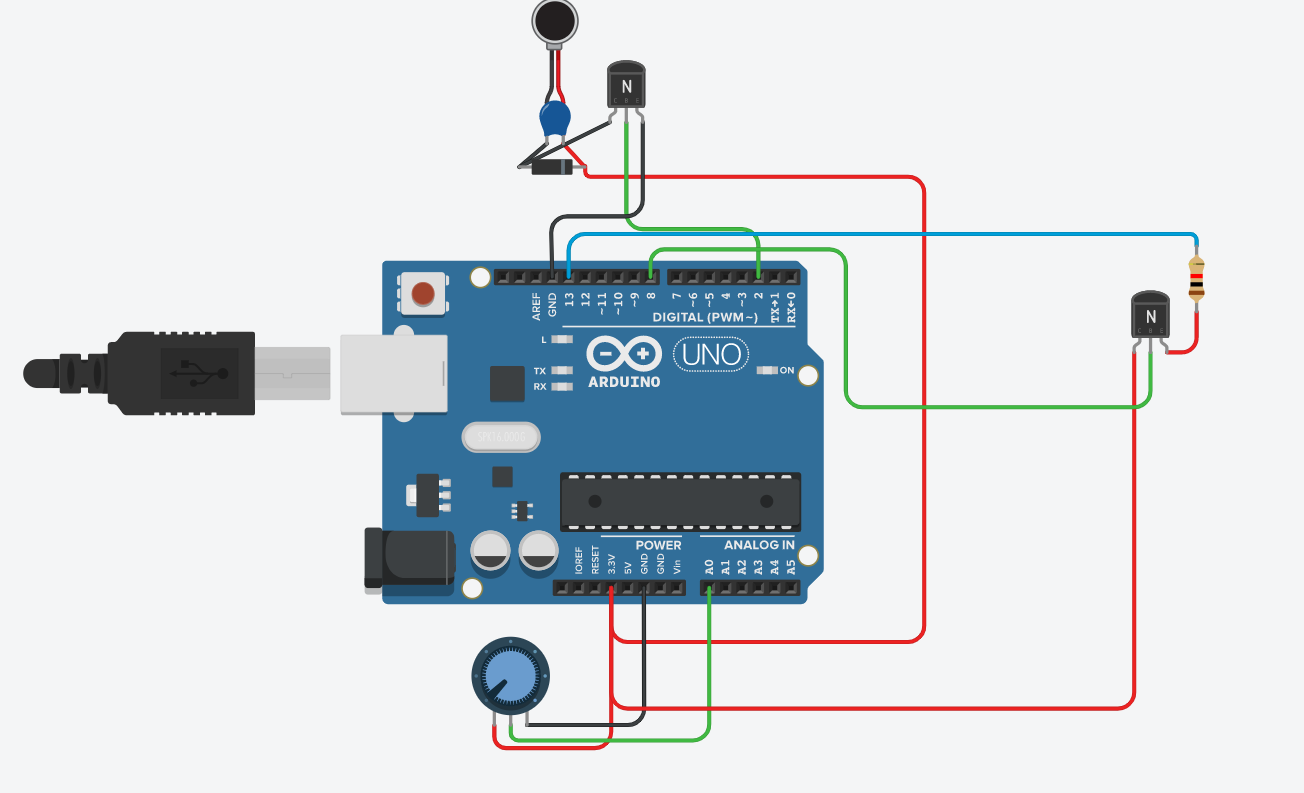 N
C B E
AREF
GND
13
12
~11
~10
~9
8
7
~6
~5
4
~3
2
TX→1
RX←0
DIGITAL (PWM~)
L
TX
RX
ARDUINO
UNO
ON
N
C B E
POWER
ANALOG IN
IOREF
RESET
3.3V
5V
GND
GND
Vin
A0
A1
A2
A3
A4
A5